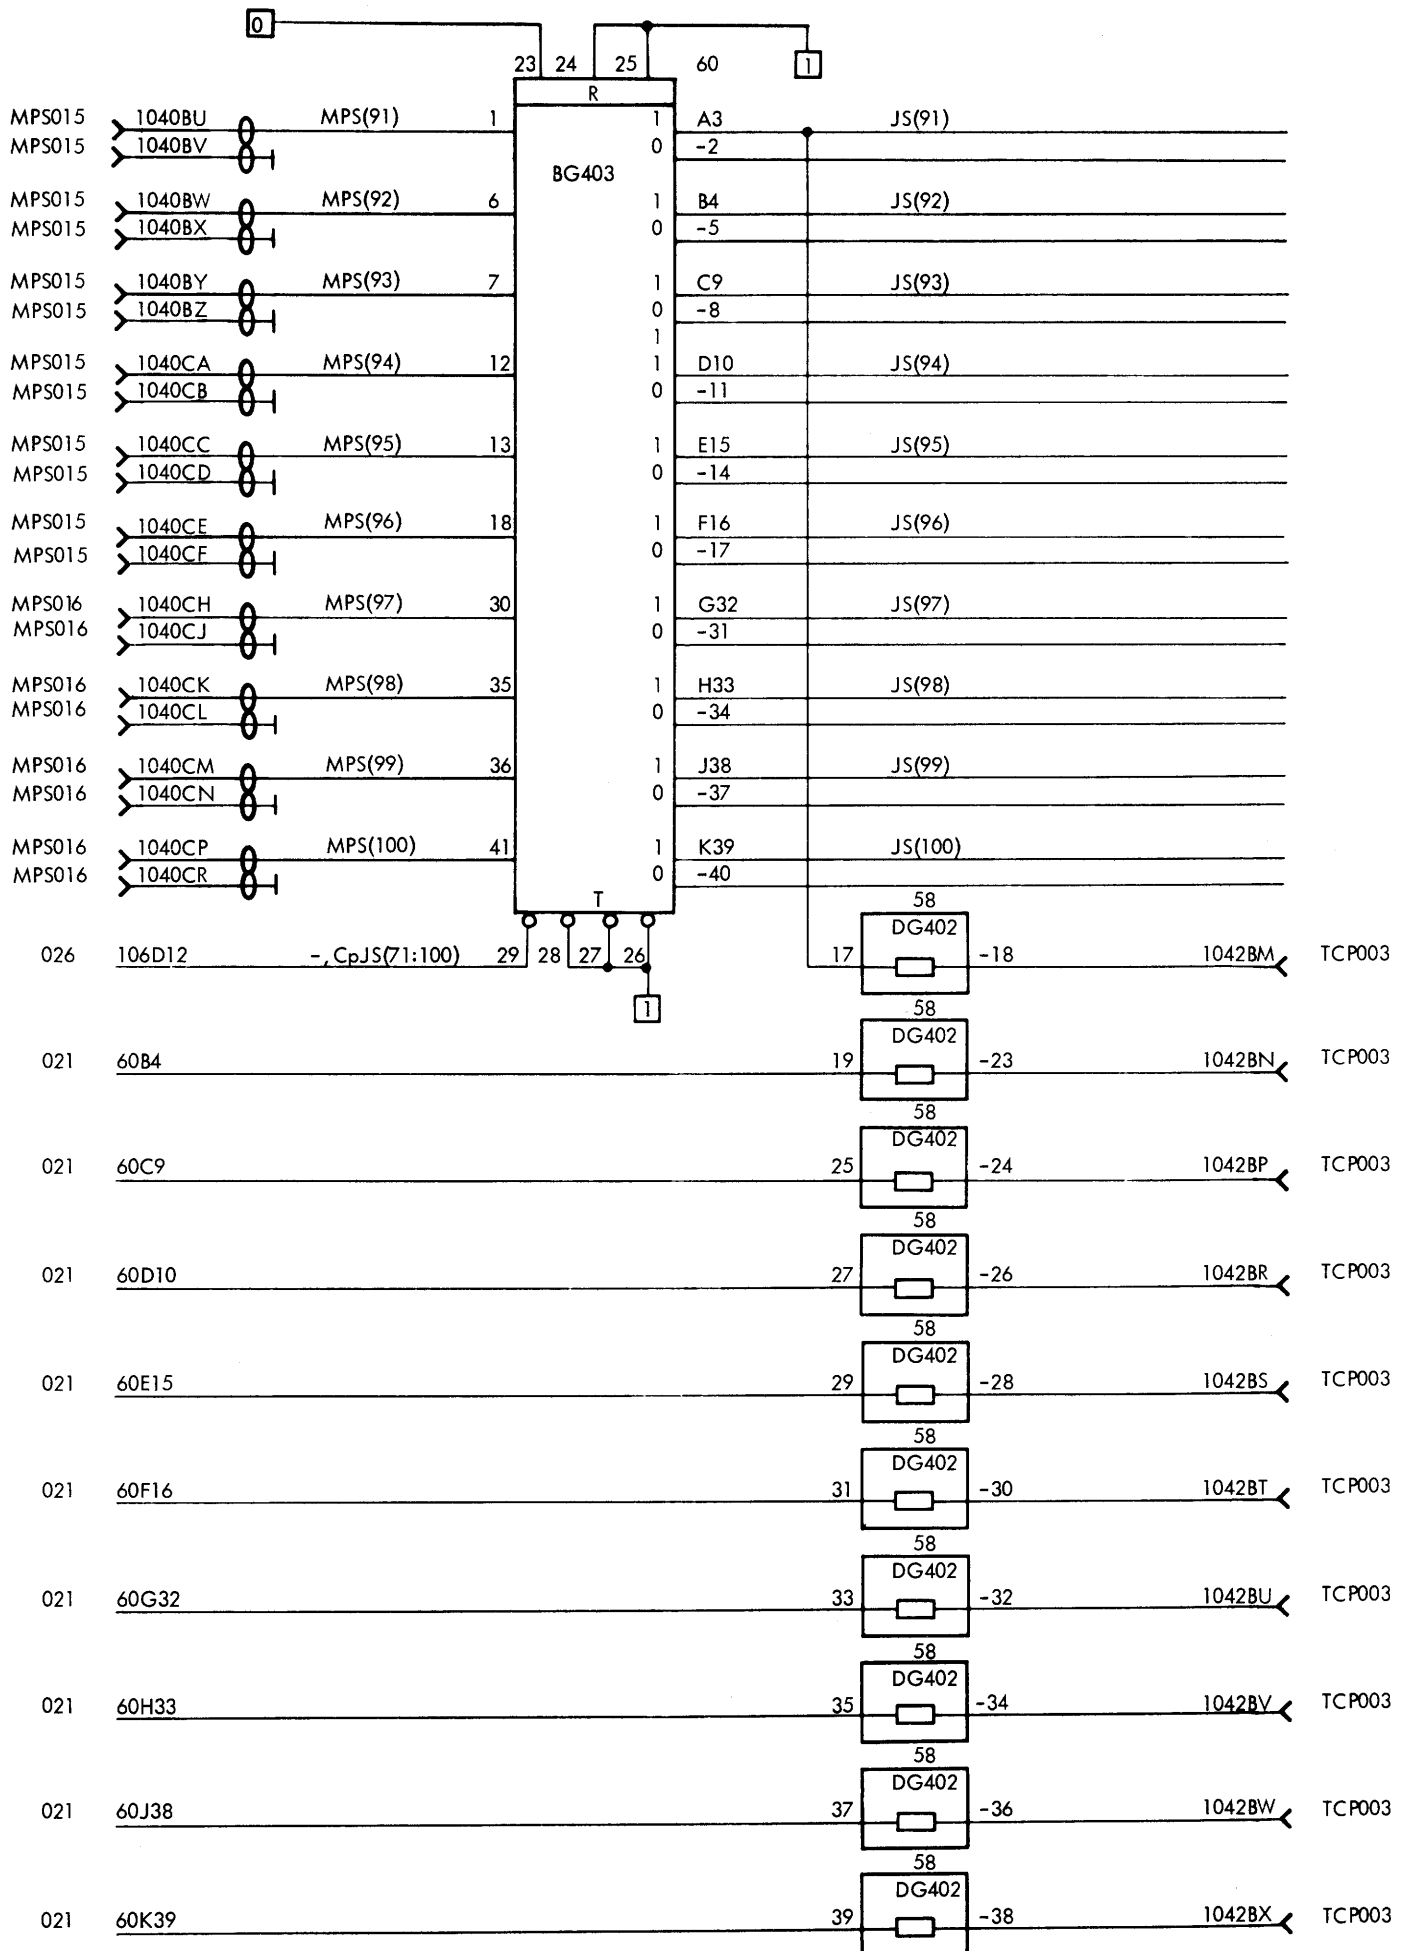 0
23 24 25 60 1
R
MPS015 1040BU MPS(91) 1 1 A3 JS(91)
MPS015 1040BV 0 -2
BG403
MPS015 1040BW MPS(92) 6 1 B4 JS(92)
MPS015 1040BX 0 -5
MPS015 1040BY MPS(93) 7 1 C9 JS(93)
MPS015 1040BZ 0 -8
1
MPS015 1040CA MPS(94) 12 1 D10 JS(94)
MPS015 1040CB 0 -11
MPS015 1040CC MPS(95) 13 1 E15 JS(95)
MPS015 1040CD 0 -14
MPS015 1040CE MPS(96) 18 1 F16 JS(96)
MPS015 1040CF 0 -17
MPS016 1040CH MPS(97) 30 1 G32 JS(97)
MPS016 1040CJ 0 -31
MPS016 1040CK MPS(98) 35 1 H33 JS(98)
MPS016 1040CL 0 -34
MPS016 1040CM MPS(99) 36 1 J38 JS(99)
MPS016 1040CN 0 -37
MPS016 1040CP MPS(100) 41 1 K39 JS(100)
MPS016 1040CR 0 -40
T
58
DG402
026 106D12 -,CpJS(71:100) 29 28 27 26 17 -18 1042BM TCP003
1
58
DG402
021 60B4 19 -23 1042BN TCP003
58
DG402
021 60C9 25 -24 1042BP TCP003
58
DG402
021 60D10 27 -26 1042BR TCP003
58
DG402
021 60E15 29 -28 1042BS TCP003
58
DG402
021 60F16 31 -30 1042BT TCP003
58
DG402
021 60G32 33 -32 1042BU TCP003
58
DG402
021 60H33 35 -34 1042BV TCP003
58
DG402
021 60J38 37 -36 1042BW TCP003
58
DG402
021 60K39 39 -38 1042BX TCP003